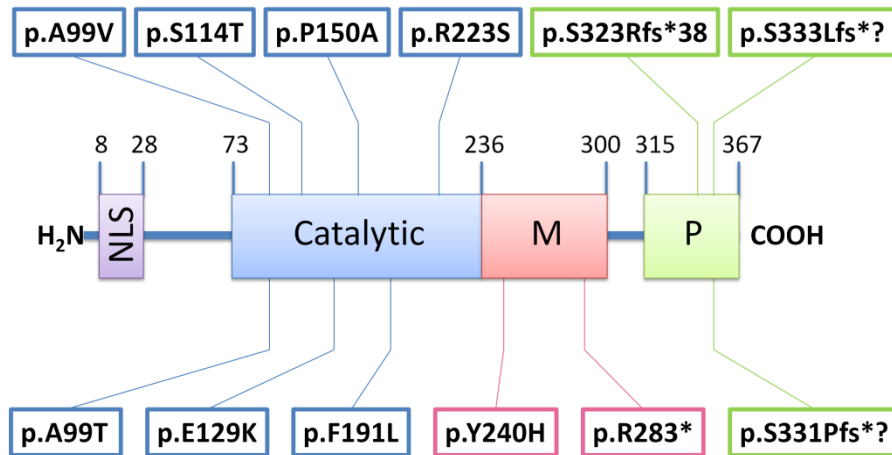 p.A99V p.S114T p.P150A p.R223S p.S323Rfs*38 p.S333Lfs*?
8 28 73 236 300 315 367
H₂N NLS Catalytic M P COOH
p.A99T p.E129K p.F191L p.Y240H p.R283* p.S331Pfs*?